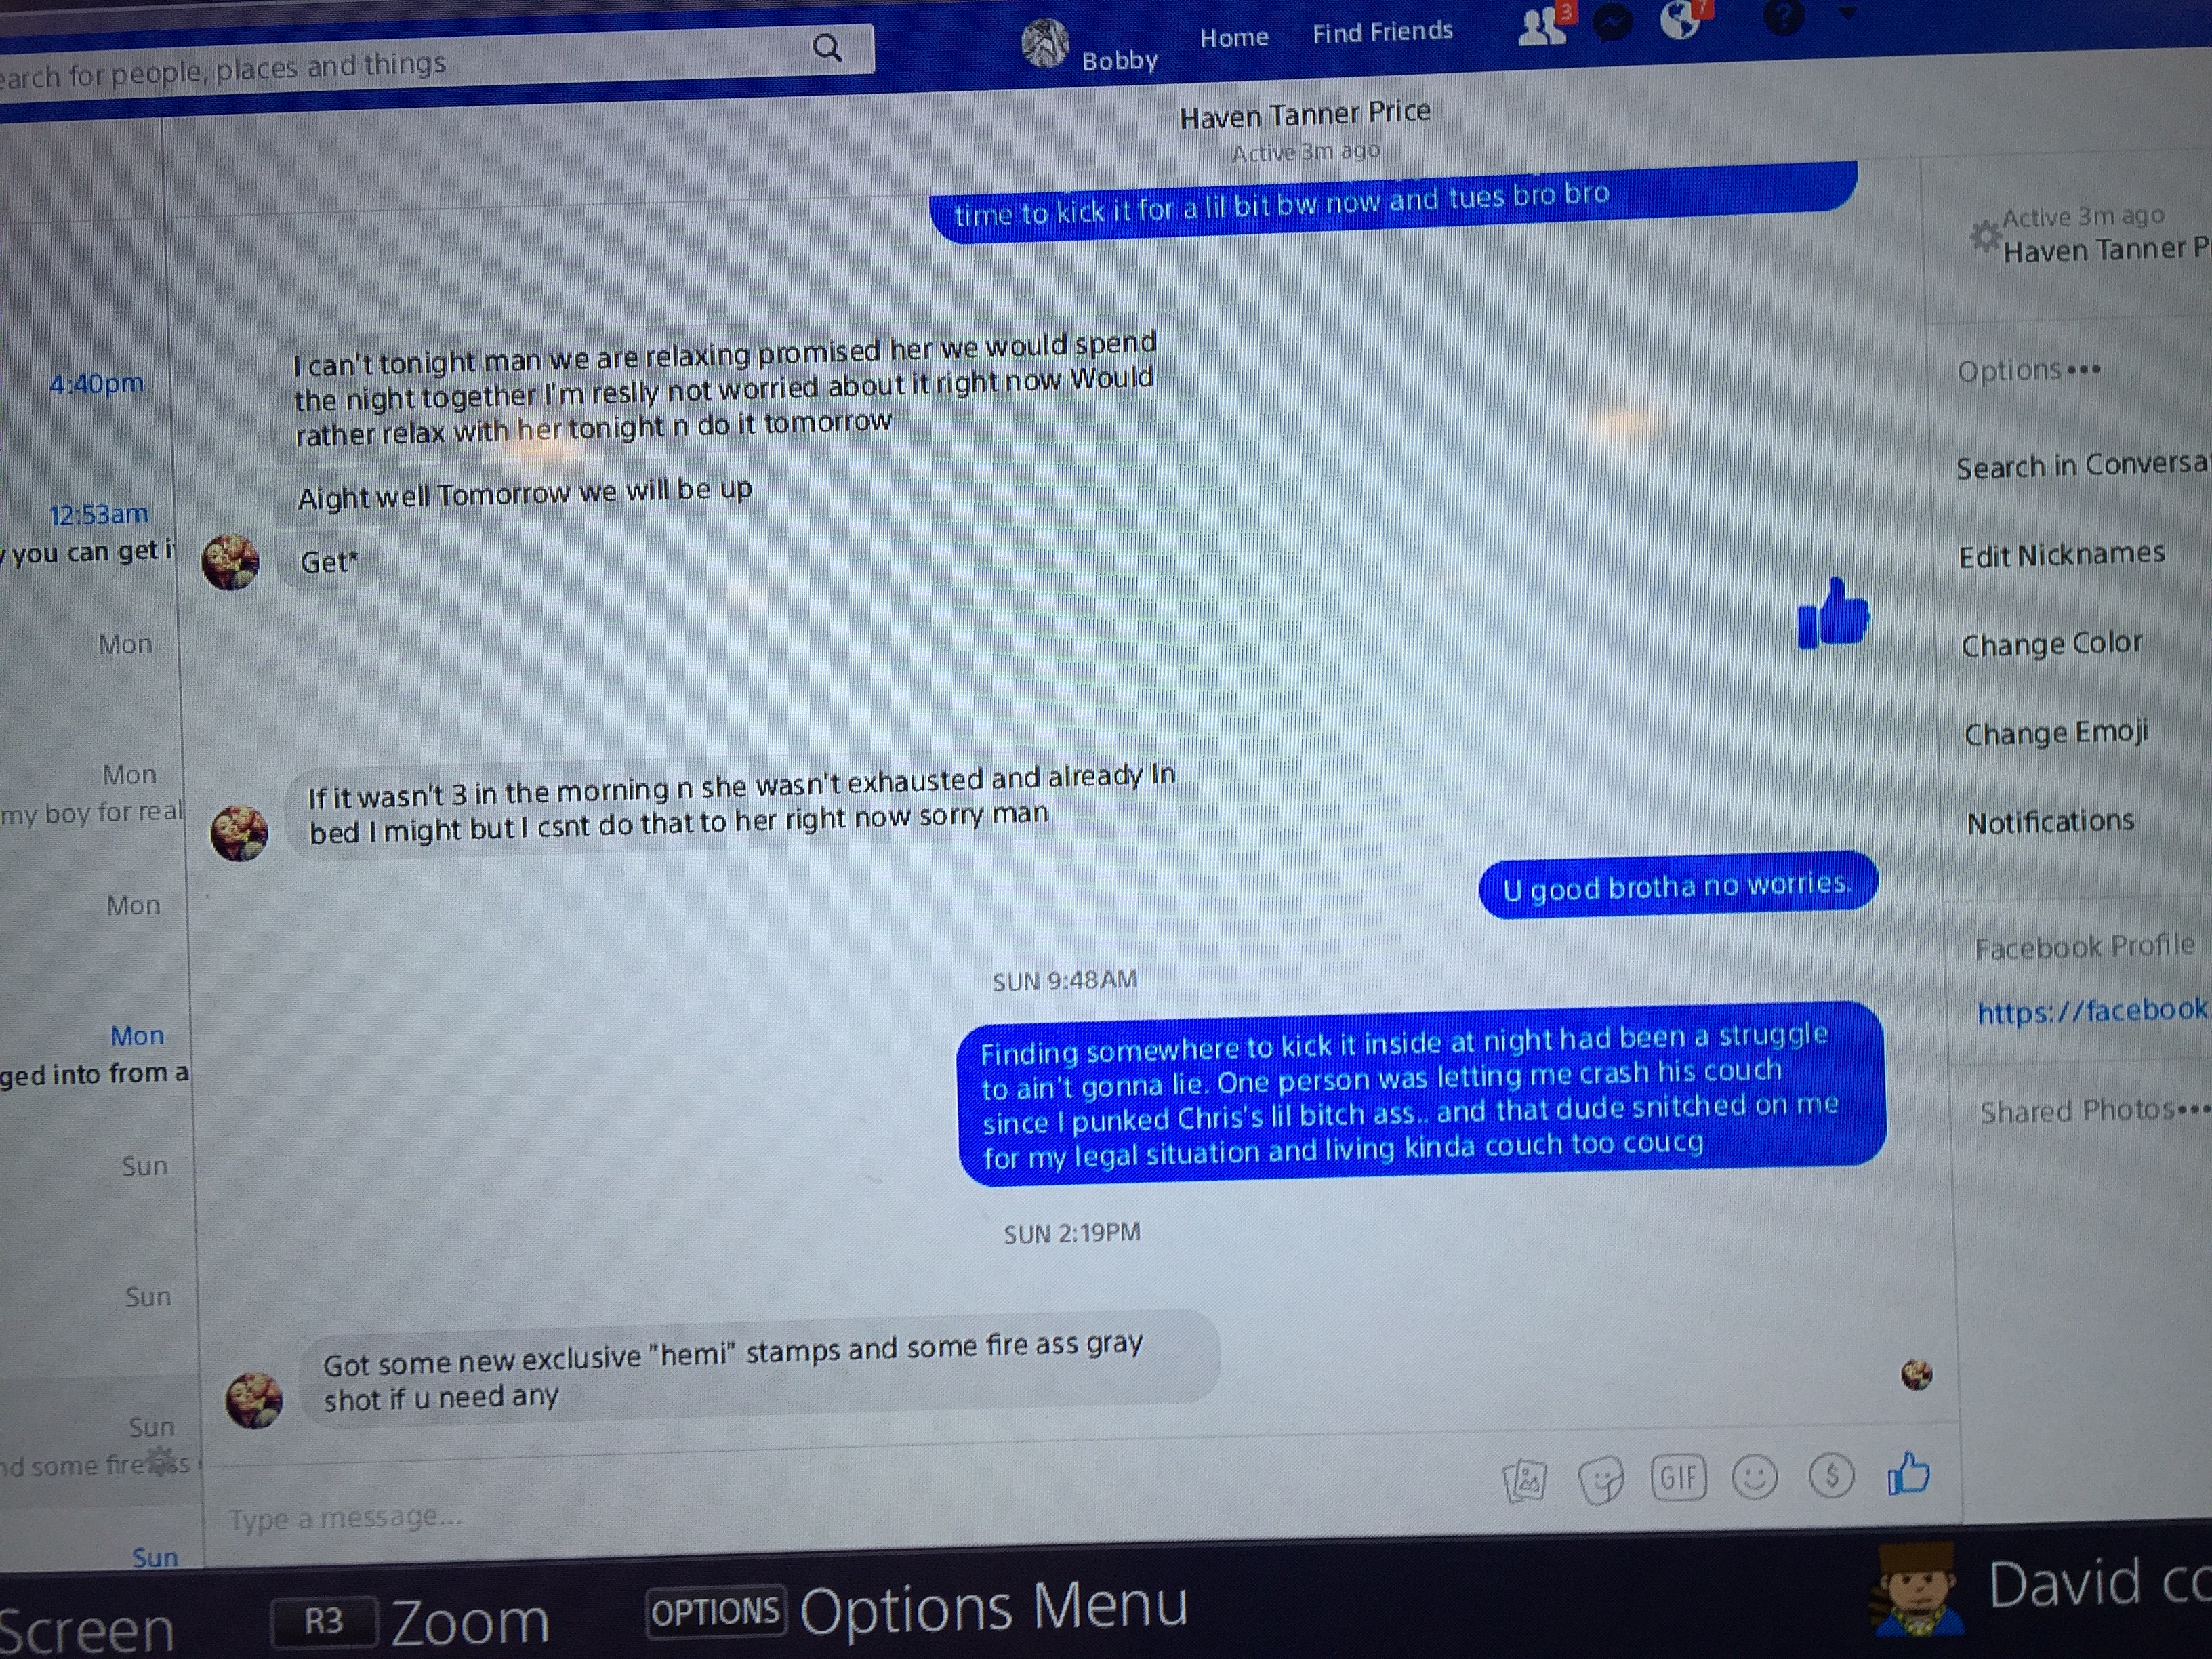 earch for people, places and things
Bobby
Home
Find Friends
3
7
?
Haven Tanner Price
Active 3m ago
time to kick it for a lil bit bw now and tues bro bro
Active 3m ago
Haven Tanner P
4:40pm
I can't tonight man we are relaxing promised her we would spend
the night together I'm reslly not worried about it right now Would
rather relax with her tonight n do it tomorrow
Options•••
Search in Conversa
12:53am
y you can get i
Aight well Tomorrow we will be up
Get*
Edit Nicknames
Mon
Change Color
Change Emoji
Mon
my boy for real
If it wasn't 3 in the morning n she wasn't exhausted and already In
bed I might but I csnt do that to her right now sorry man
Notifications
Mon
U good brotha no worries.
Facebook Profile
SUN 9:48AM
https://facebook
Mon
ged into from a
Finding somewhere to kick it inside at night had been a struggle
to ain't gonna lie. One person was letting me crash his couch
since I punked Chris's lil bitch ass.. and that dude snitched on me
for my legal situation and living kinda couch too coucg
Shared Photos•••
Sun
SUN 2:19PM
Sun
Got some new exclusive "hemi" stamps and some fire ass gray
shot if u need any
Sun
nd some fire ass
Type a message...
GIF
$
Sun
Screen
R3 Zoom
OPTIONS Options Menu
David co